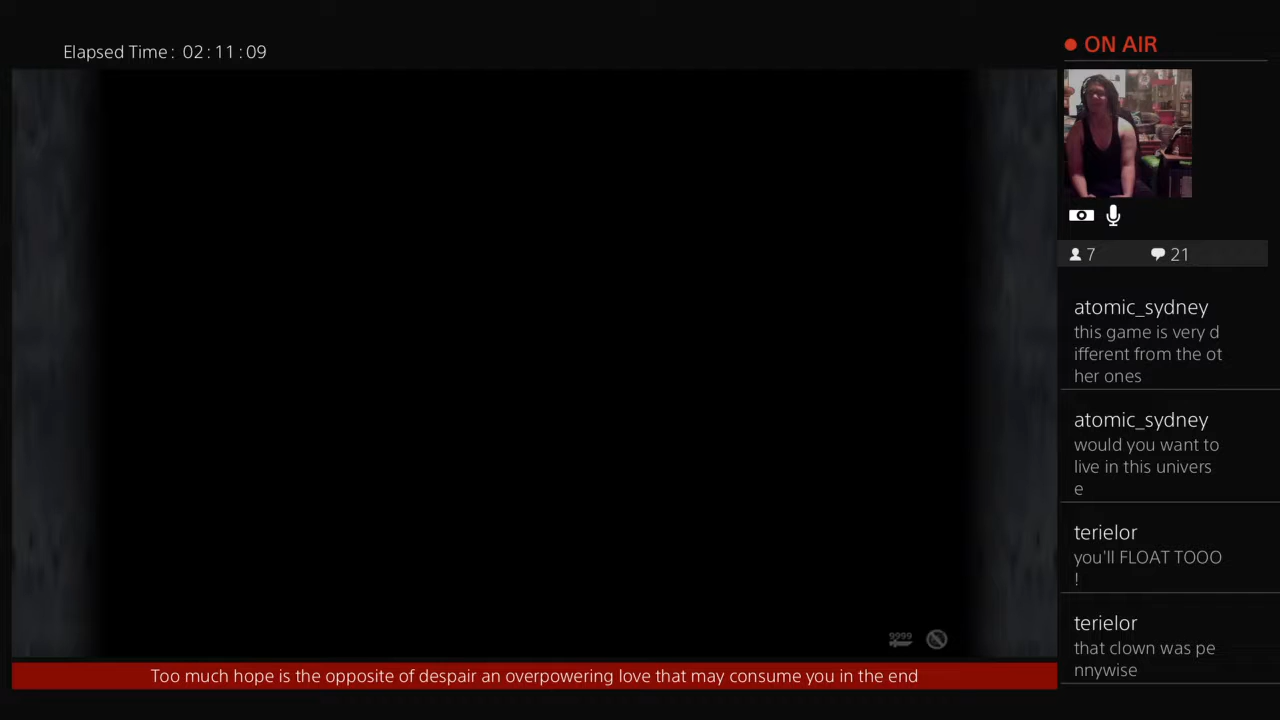 Elapsed Time: 02:11:09
ON AIR
7 21
atomic_sydney
this game is very d
ifferent from the ot
her ones
atomic_sydney
would you want to
live in this univers
e
terielor
you'll FLOAT TOOO
!
terielor
that clown was pe
nnywise
9999
Too much hope is the opposite of despair an overpowering love that may consume you in the end